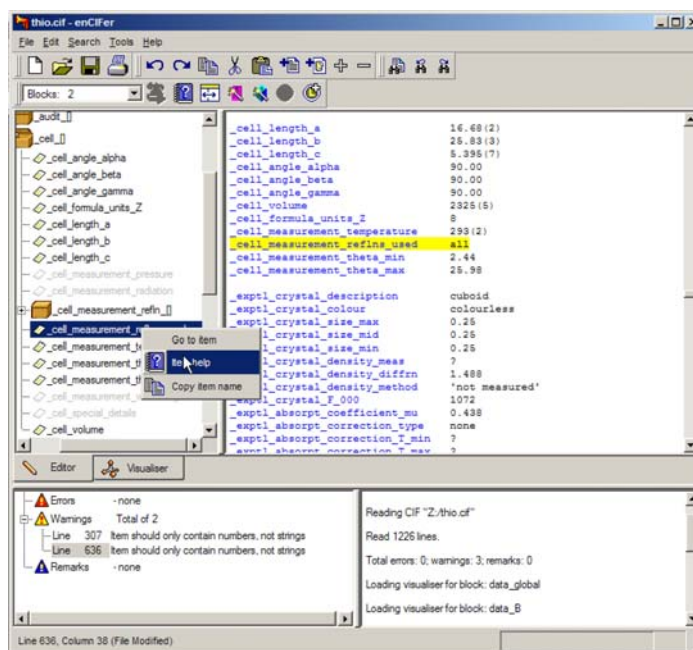 thio.cif - enCIFer
File Edit Search Tools Help
Blocks: 2
_audit_[]
_cell_[]
_cell_angle_alpha
_cell_angle_beta
_cell_angle_gamma
_cell_formula_units_Z
_cell_length_a
_cell_length_b
_cell_length_c
_cell_measurement_pressure
_cell_measurement_radiation
_cell_measurement_refln_[]
_cell_measurement_
_cell_measurement_te
_cell_measurement_th
_cell_measurement_th
_cell_measurement_
_cell_special_details
_cell_volume
Go to item
Item help
Copy item name
_cell_length_a 16.68(2)
_cell_length_b 25.83(3)
_cell_length_c 5.395(7)
_cell_angle_alpha 90.00
_cell_angle_beta 90.00
_cell_angle_gamma 90.00
_cell_volume 2325(5)
_cell_formula_units_Z 8
_cell_measurement_temperature 293(2)
_cell_measurement_reflns_used all
_cell_measurement_theta_min 2.44
_cell_measurement_theta_max 25.98
_exptl_crystal_description cuboid
_exptl_crystal_colour colourless
_exptl_crystal_size_max 0.25
_exptl_crystal_size_mid 0.25
_exptl_crystal_size_min 0.25
_exptl_crystal_density_meas ?
_exptl_crystal_density_diffrn 1.488
_exptl_crystal_density_method 'not measured'
_exptl_crystal_F_000 1072
_exptl_absorpt_coefficient_mu 0.438
_exptl_absorpt_correction_type none
_exptl_absorpt_correction_T_min ?
_exptl_absorpt_correction_T_max ?
Editor Visualiser
Errors - none
Warnings Total of 2
Line 307 Item should only contain numbers, not strings
Line 636 Item should only contain numbers, not strings
Remarks - none
Reading CIF "Z:/thio.cif"
Read 1226 lines.
Total errors: 0; warnings: 3; remarks: 0
Loading visualiser for block: data_global
Loading visualiser for block: data_B
Line 636, Column 38 (File Modified)